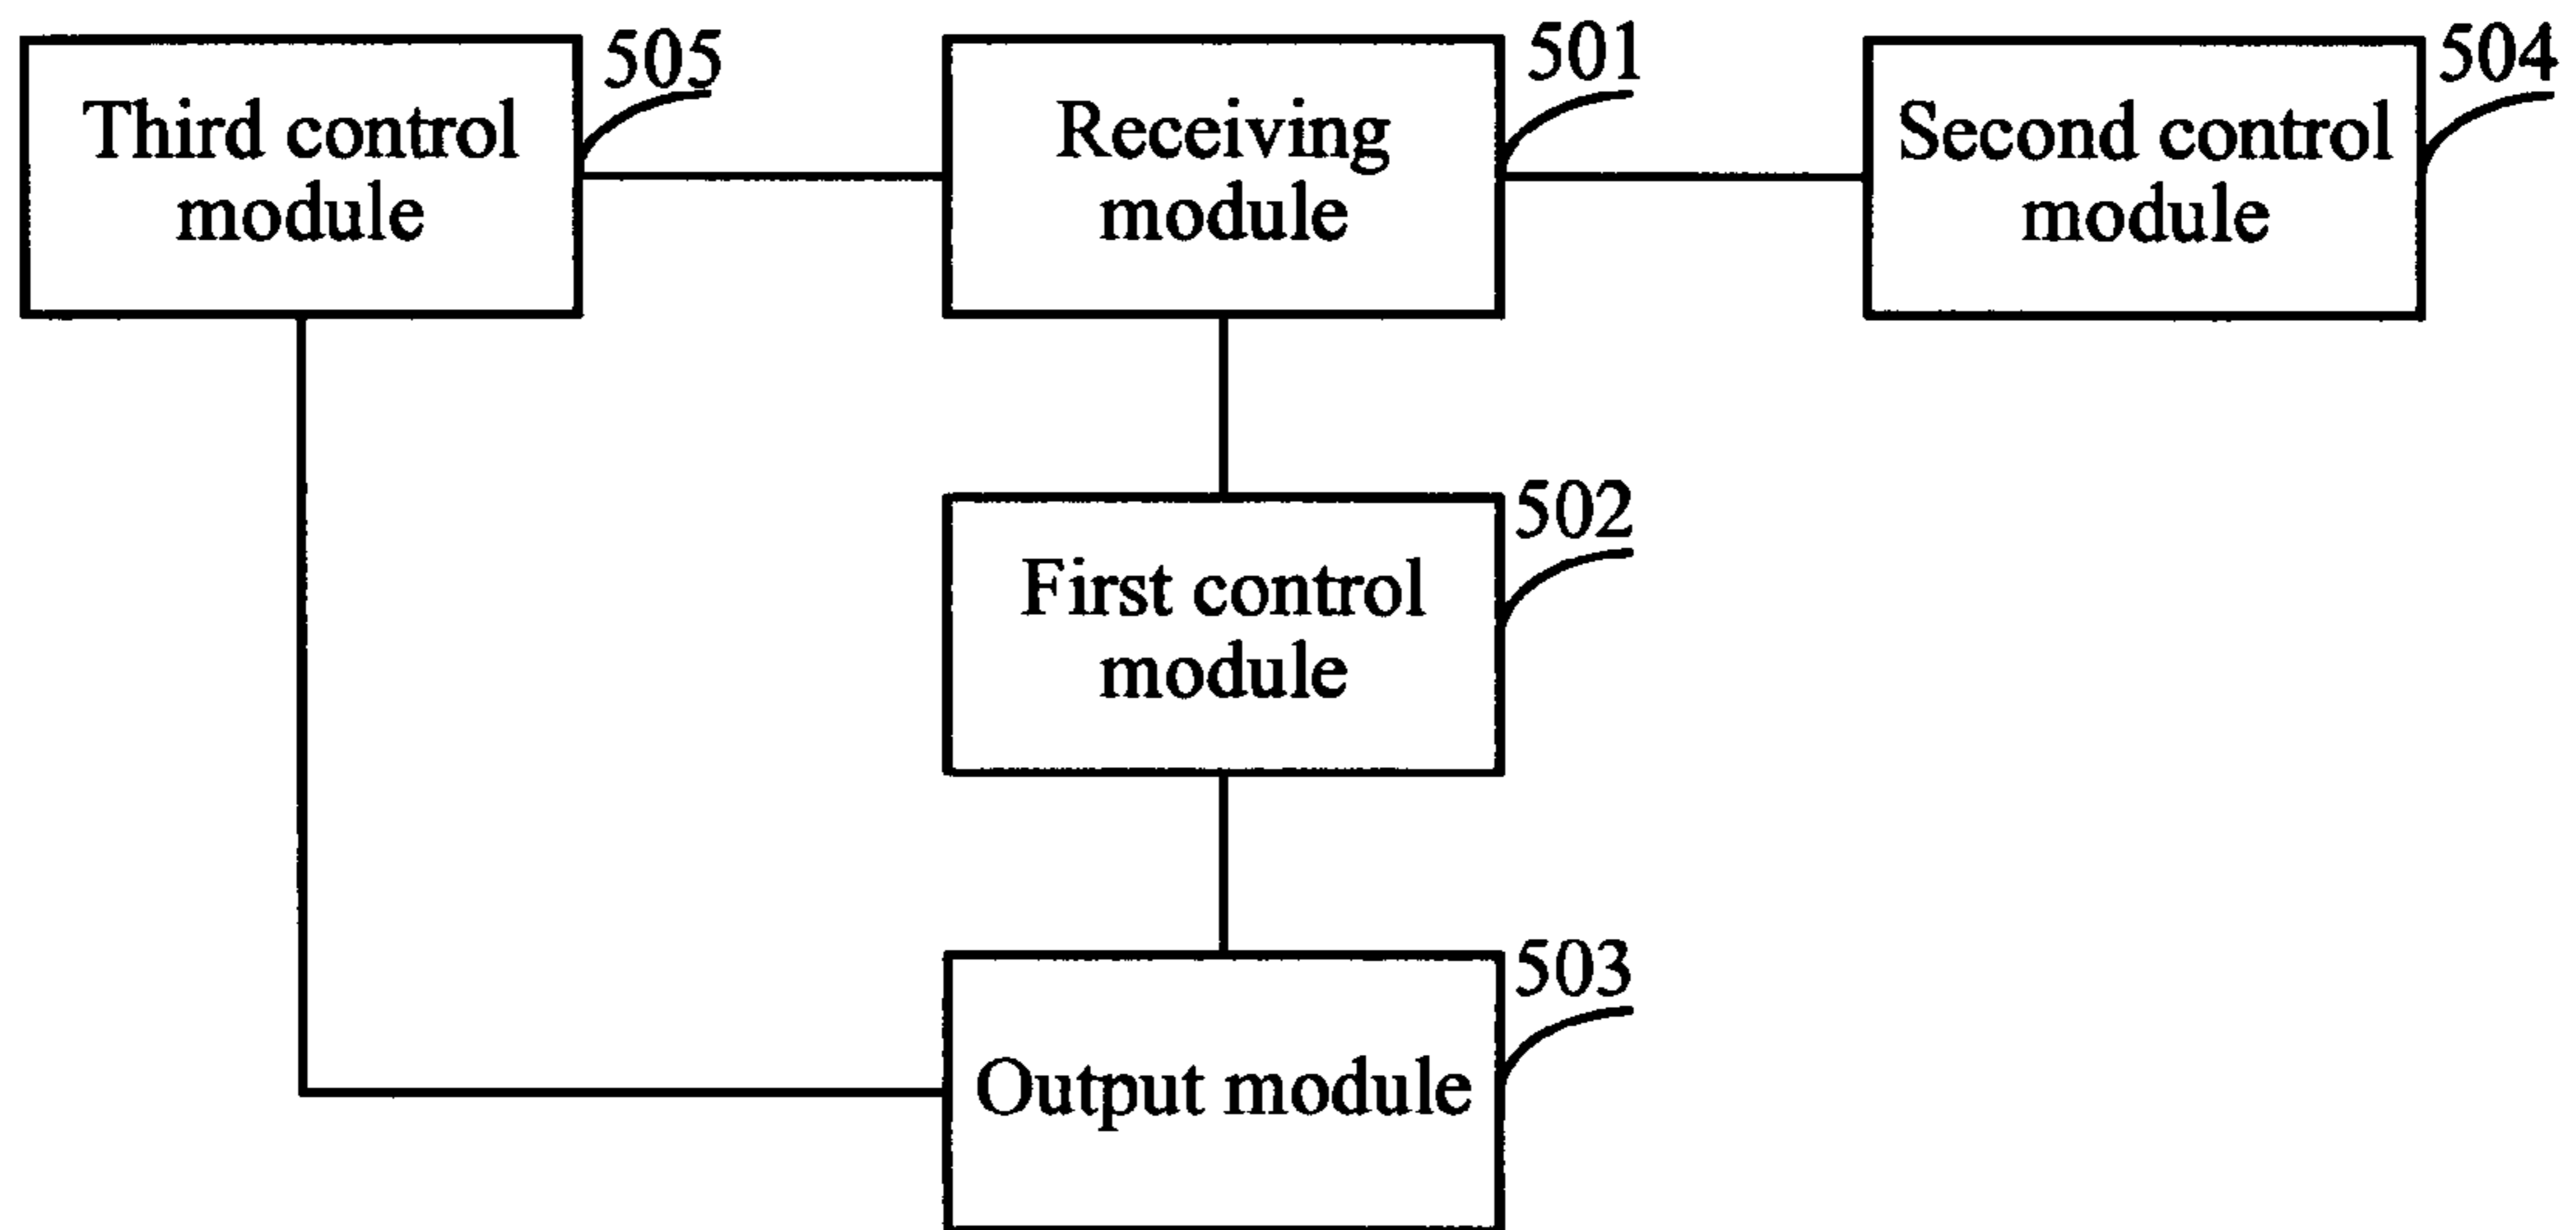 Third control
module
505
Receiving
module
501
Second control
module
504
First control
module
502
Output module
503